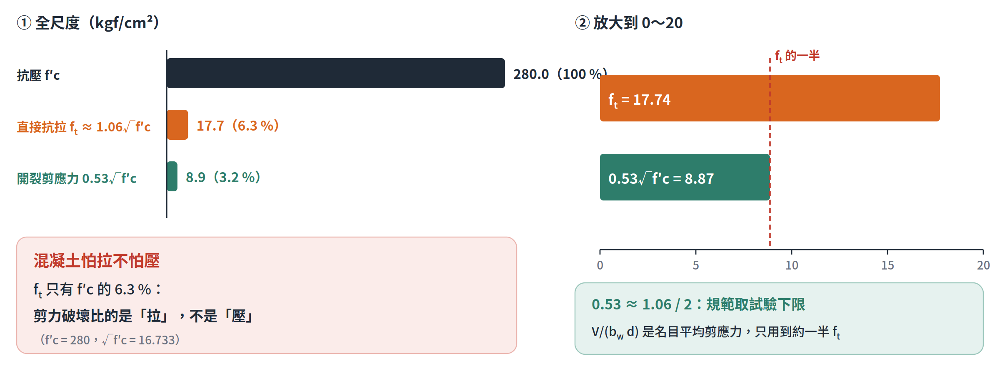 ① 全尺度（kgf/cm²）
抗壓 f′c
280.0（100 %）
直接抗拉 fₜ ≈ 1.06√f′c
17.7（6.3 %）
開裂剪應力 0.53√f′c
8.9（3.2 %）
混凝土怕拉不怕壓
fₜ 只有 f′c 的 6.3 %：
剪力破壞比的是「拉」，不是「壓」
（f′c = 280，√f′c = 16.733）
② 放大到 0～20
fₜ 的一半
fₜ = 17.74
0.53√f′c = 8.87
0 5 10 15 20
0.53 ≈ 1.06 / 2：規範取試驗下限
V/(b_w d) 是名目平均剪應力，只用到約一半 fₜ